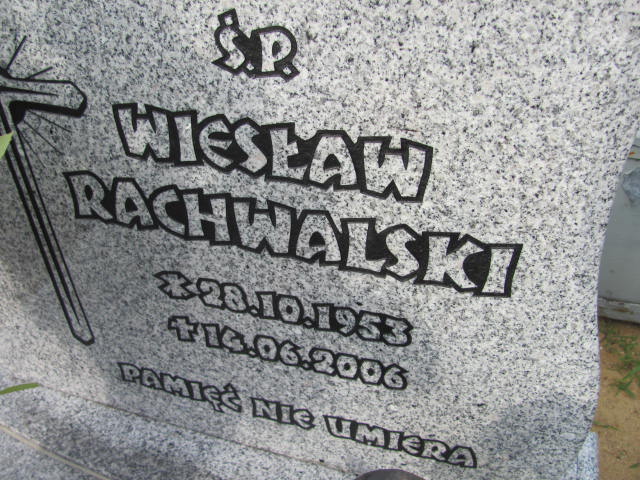 Ś.P.
WIESŁAW
RACHWALSKI
* 28.10.1953
✝ 14.06.2006
PAMIĘĆ NIE UMIERA